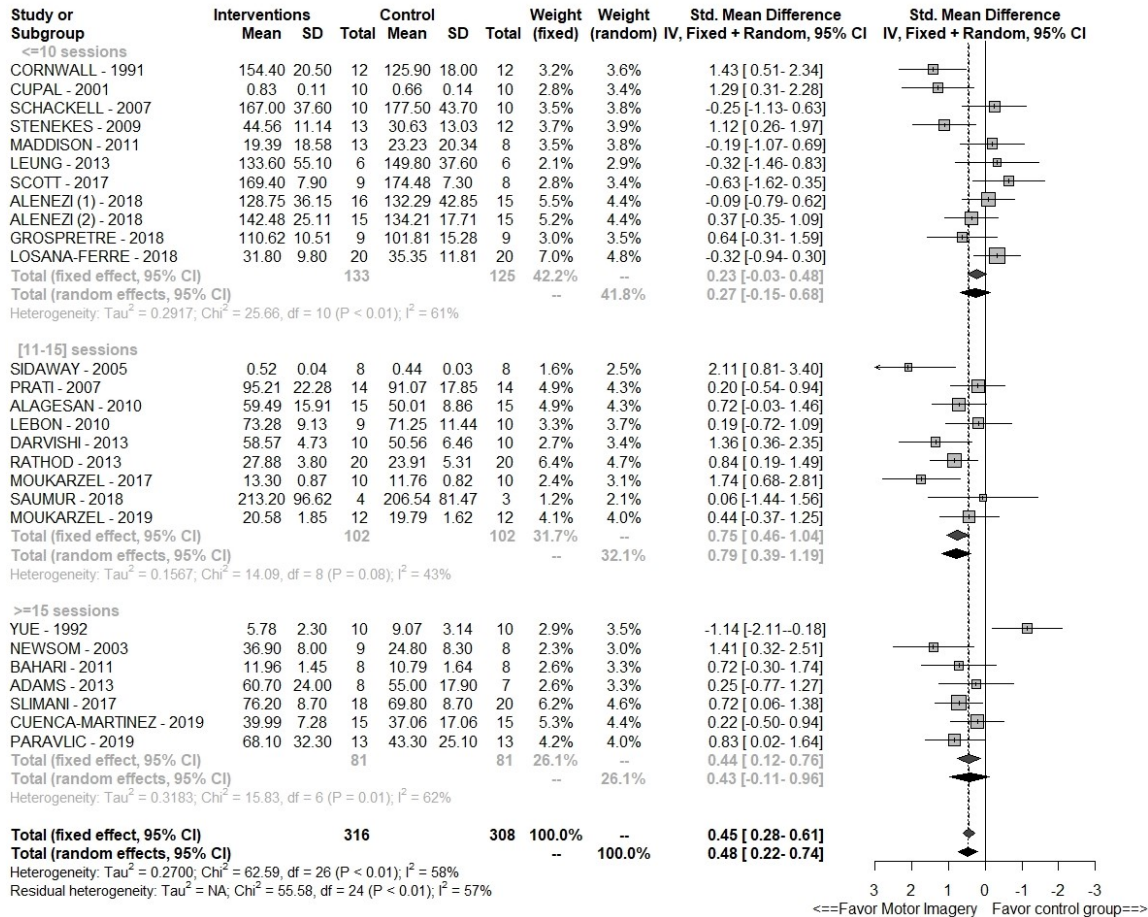 Study or Interventions Control Weight Weight Std. Mean Difference Std. Mean Difference
Subgroup Mean SD Total Mean SD Total (fixed) (random) IV, Fixed + Random, 95% CI IV, Fixed + Random, 95% CI
<=10 sessions
CORNWALL - 1991 154.40 20.50 12 125.90 18.00 12 3.2% 3.6% 1.43 [ 0.51- 2.34]
CUPAL - 2001 0.83 0.11 10 0.66 0.14 10 2.8% 3.4% 1.29 [ 0.31- 2.28]
SCHACKELL - 2007 167.00 37.60 10 177.50 43.70 10 3.5% 3.8% -0.25 [-1.13- 0.63]
STENEKES - 2009 44.56 11.14 13 30.63 13.03 12 3.7% 3.9% 1.12 [ 0.26- 1.97]
MADDISON - 2011 19.39 18.58 13 23.23 20.34 8 3.5% 3.8% -0.19 [-1.07- 0.69]
LEUNG - 2013 133.60 55.10 6 149.80 37.60 6 2.1% 2.9% -0.32 [-1.46- 0.83]
SCOTT - 2017 169.40 7.90 9 174.48 7.30 8 2.8% 3.4% -0.63 [-1.62- 0.35]
ALENEZI (1) - 2018 128.75 36.15 16 132.29 42.85 15 5.5% 4.4% -0.09 [-0.79- 0.62]
ALENEZI (2) - 2018 142.48 25.11 15 134.21 17.71 15 5.2% 4.4% 0.37 [-0.35- 1.09]
GROSPRETRE - 2018 110.62 10.51 9 101.81 15.28 9 3.0% 3.5% 0.64 [-0.31- 1.59]
LOSANA-FERRE - 2018 31.80 9.80 20 35.35 11.81 20 7.0% 4.8% -0.32 [-0.94- 0.30]
Total (fixed effect, 95% CI) 133 125 42.2% -- 0.23 [-0.03- 0.48]
Total (random effects, 95% CI) -- 41.8% 0.27 [-0.15- 0.68]
Heterogeneity: Tau² = 0.2917; Chi² = 25.66, df = 10 (P < 0.01); I² = 61%
[11-15] sessions
SIDAWAY - 2005 0.52 0.04 8 0.44 0.03 8 1.6% 2.5% 2.11 [ 0.81- 3.40]
PRATI - 2007 95.21 22.28 14 91.07 17.85 14 4.9% 4.3% 0.20 [-0.54- 0.94]
ALAGESAN - 2010 59.49 15.91 15 50.01 8.86 15 4.9% 4.3% 0.72 [-0.03- 1.46]
LEBON - 2010 73.28 9.13 9 71.25 11.44 10 3.3% 3.7% 0.19 [-0.72- 1.09]
DARVISHI - 2013 58.57 4.73 10 50.56 6.46 10 2.7% 3.4% 1.36 [ 0.36- 2.35]
RATHOD - 2013 27.88 3.80 20 23.91 5.31 20 6.4% 4.7% 0.84 [ 0.19- 1.49]
MOUKARZEL - 2017 13.30 0.87 10 11.76 0.82 10 2.4% 3.1% 1.74 [ 0.68- 2.81]
SAUMUR - 2018 213.20 96.62 4 206.54 81.47 3 1.2% 2.1% 0.06 [-1.44- 1.56]
MOUKARZEL - 2019 20.58 1.85 12 19.79 1.62 12 4.1% 4.0% 0.44 [-0.37- 1.25]
Total (fixed effect, 95% CI) 102 102 31.7% -- 0.75 [ 0.46- 1.04]
Total (random effects, 95% CI) -- 32.1% 0.79 [ 0.39- 1.19]
Heterogeneity: Tau² = 0.1567; Chi² = 14.09, df = 8 (P = 0.08); I² = 43%
>=15 sessions
YUE - 1992 5.78 2.30 10 9.07 3.14 10 2.9% 3.5% -1.14 [-2.11--0.18]
NEWSOM - 2003 36.90 8.00 9 24.80 8.30 8 2.3% 3.0% 1.41 [ 0.32- 2.51]
BAHARI - 2011 11.96 1.45 8 10.79 1.64 8 2.6% 3.3% 0.72 [-0.30- 1.74]
ADAMS - 2013 60.70 24.00 8 55.00 17.90 7 2.6% 3.3% 0.25 [-0.77- 1.27]
SLIMANI - 2017 76.20 8.70 18 69.80 8.70 20 6.2% 4.6% 0.72 [ 0.06- 1.38]
CUENCA-MARTINEZ - 2019 39.99 7.28 15 37.06 17.06 15 5.2% 4.4% 0.22 [-0.50- 0.94]
PARAVLIC - 2019 68.10 32.30 13 43.30 25.10 13 4.2% 4.0% 0.83 [ 0.02- 1.64]
Total (fixed effect, 95% CI) 81 81 26.1% -- 0.44 [ 0.12- 0.76]
Total (random effects, 95% CI) -- 26.1% 0.43 [-0.11- 0.96]
Heterogeneity: Tau² = 0.3183; Chi² = 15.83, df = 6 (P = 0.01); I² = 62%
Total (fixed effect, 95% CI) 316 308 100.0% -- 0.45 [ 0.28- 0.61]
Total (random effects, 95% CI) -- 100.0% 0.48 [ 0.22- 0.74]
Heterogeneity: Tau² = 0.2700; Chi² = 62.59, df = 26 (P < 0.01); I² = 58%
Residual heterogeneity: Tau² = NA; Chi² = 55.58, df = 24 (P < 0.01); I² = 57%
3 2 1 0 -1 -2 -3
<==Favor Motor Imagery Favor control group==>